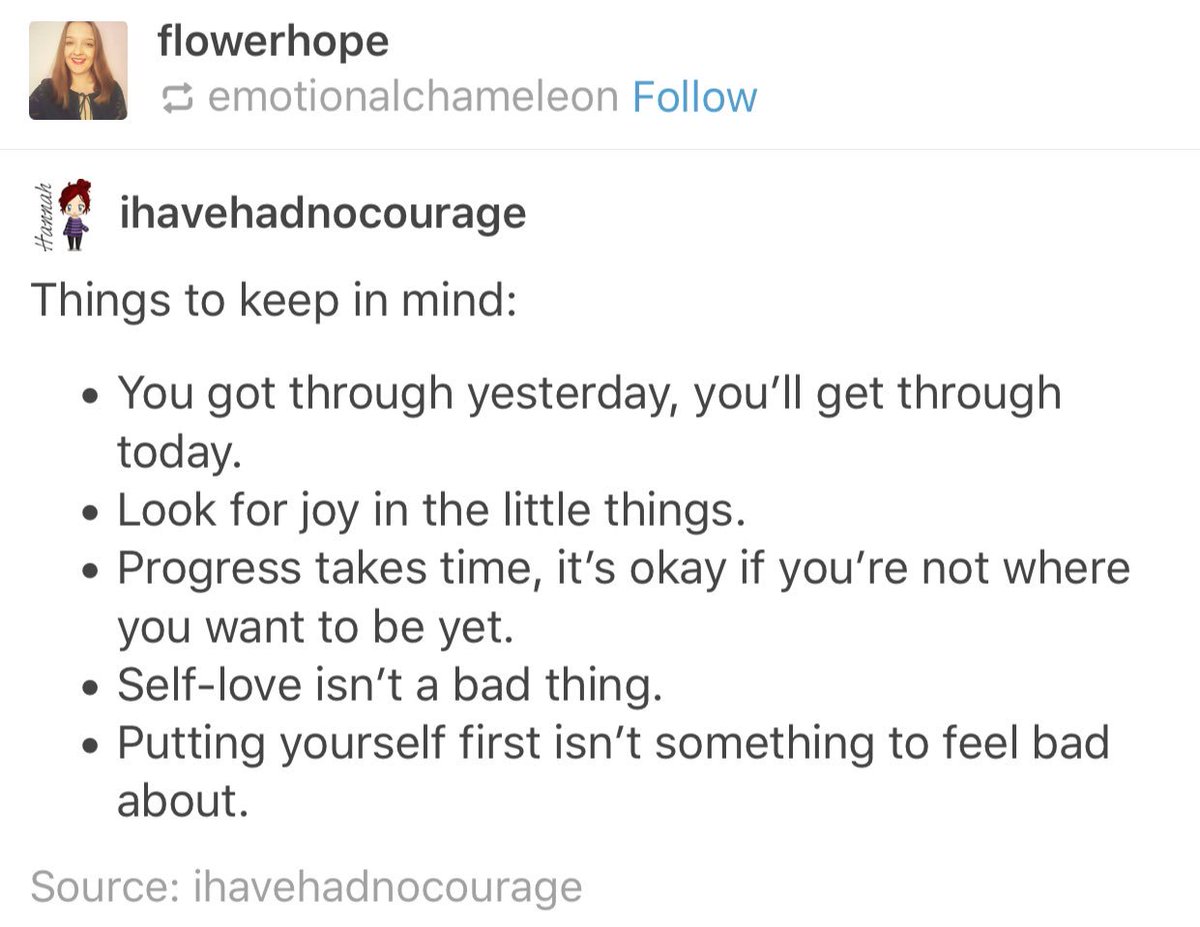 flowerhope
emotionalchameleon Follow
Hannah
ihavehadnocourage
Things to keep in mind:
• You got through yesterday, you’ll get through
today.
• Look for joy in the little things.
• Progress takes time, it’s okay if you’re not where
you want to be yet.
• Self-love isn’t a bad thing.
• Putting yourself first isn’t something to feel bad
about.
Source: ihavehadnocourage